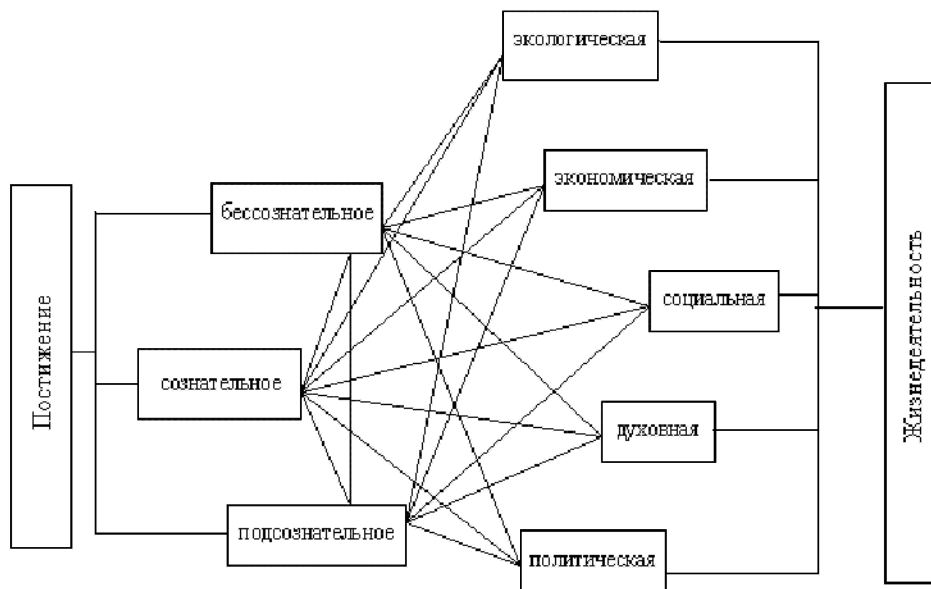 Постижение
бессознательное
сознательное
подсознательное
экологическая
экономическая
социальная
духовная
политическая
Жизнедеятельность